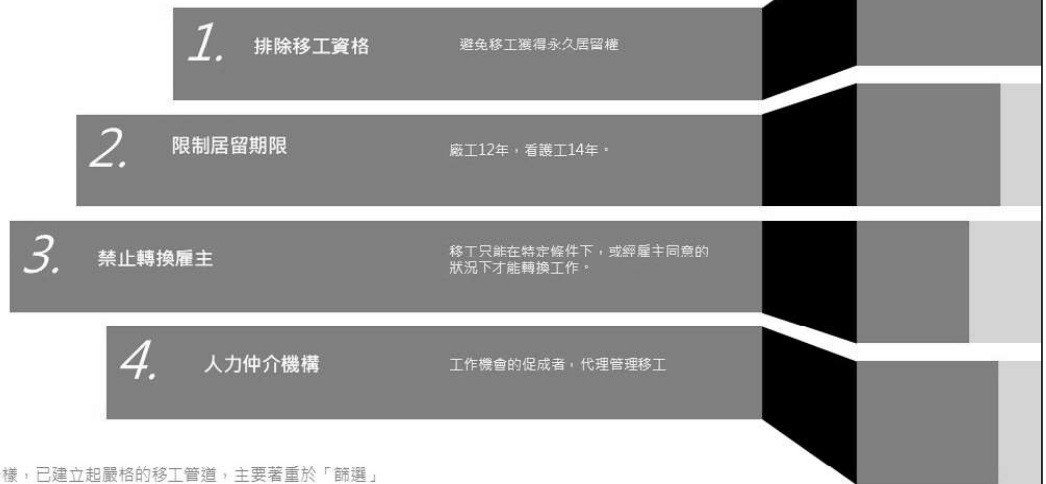 1. 排除移工資格 避免移工獲得永久居留權
2. 限制居留期限 廠工12年，看護工14年。
3. 禁止轉換雇主 移工只能在特定條件下，或經雇主同意的
狀況下才能轉換工作。
4. 人力仲介機構 工作機會的促成者，代理管理移工
樣，已建立起嚴格的移工管道，主要著重於「篩選」